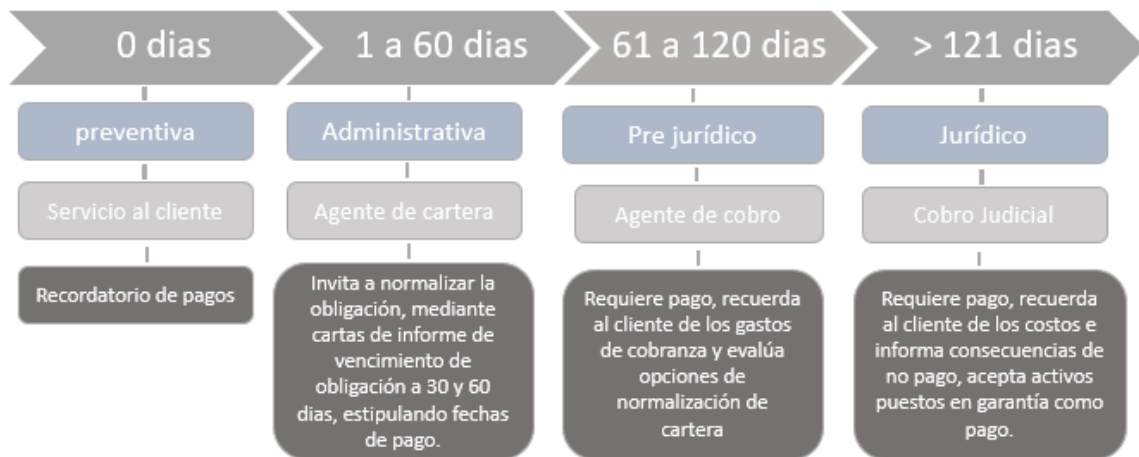 0 dias
1 a 60 dias
61 a 120 dias
> 121 dias
preventiva
Administrativa
Pre jurídico
Jurídico
Servicio al cliente
Agente de cartera
Agente de cobro
Cobro Judicial
Recordatorio de pagos
Invita a normalizar la
obligación, mediante
cartas de informe de
vencimiento de
obligación a 30 y 60
dias, estipulando fechas
de pago.
Requiere pago, recuerda
al cliente de los gastos
de cobranza y evalúa
opciones de
normalización de
cartera
Requiere pago, recuerda
al cliente de los costos e
informa consecuencias de
no pago, acepta activos
puestos en garantía como
pago.